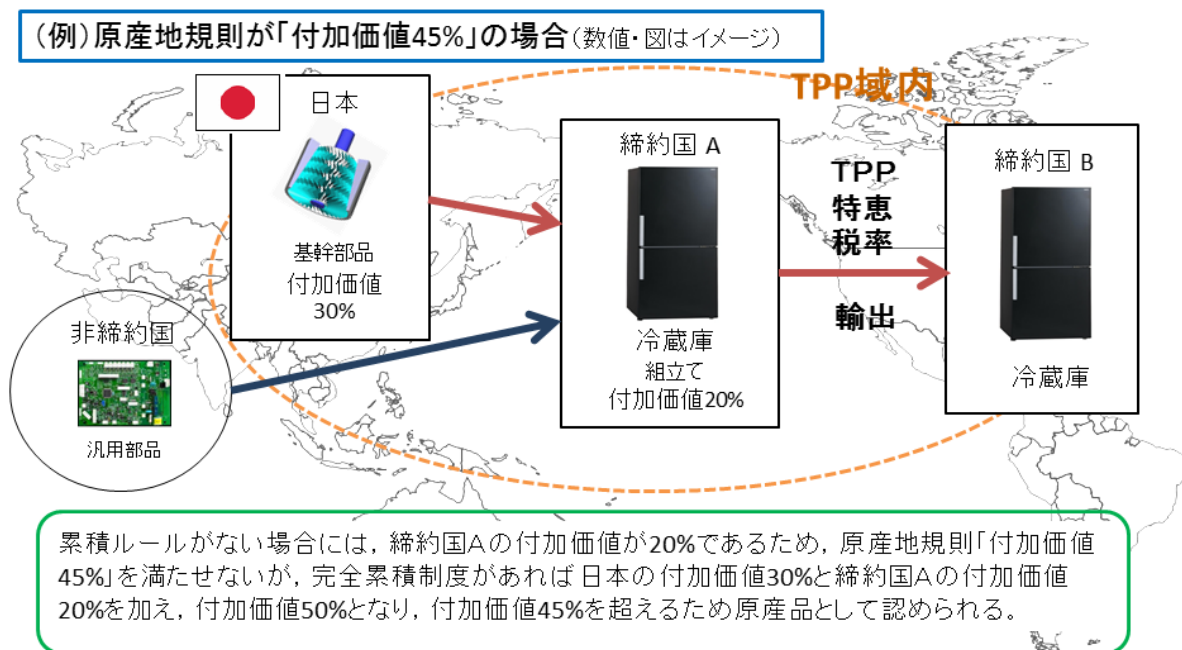 （例）原産地規則が「付加価値45%」の場合（数値・図はイメージ）
TPP域内
日本
基幹部品
付加価値
30%
非締約国
汎用部品
締約国 A
冷蔵庫
組立て
付加価値20%
TPP
特恵
税率
輸出
締約国 B
冷蔵庫
累積ルールがない場合には，締約国Aの付加価値が20%であるため，原産地規則「付加価値
45%」を満たせないが，完全累積制度があれば日本の付加価値30%と締約国Aの付加価値
20%を加え，付加価値50%となり，付加価値45%を超えるため原産品として認められる。